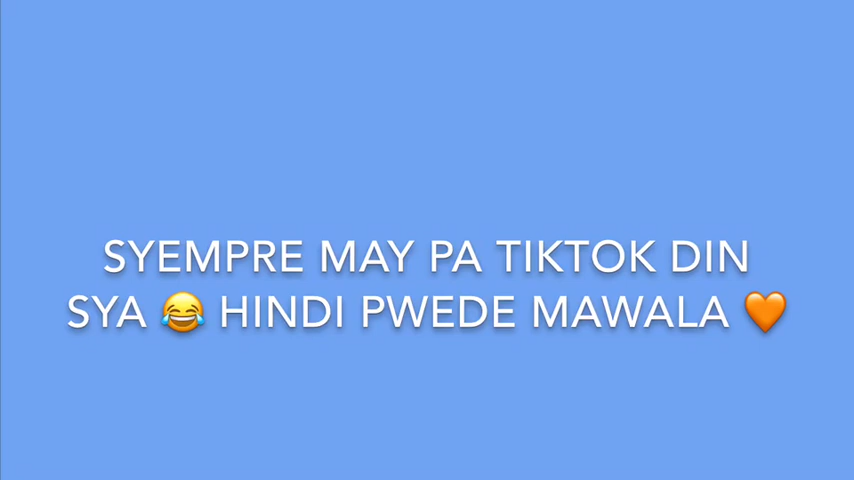 SYEMPRE MAY PA TIKTOK DIN
SYA 😂 HINDI PWEDE MAWALA 🧡